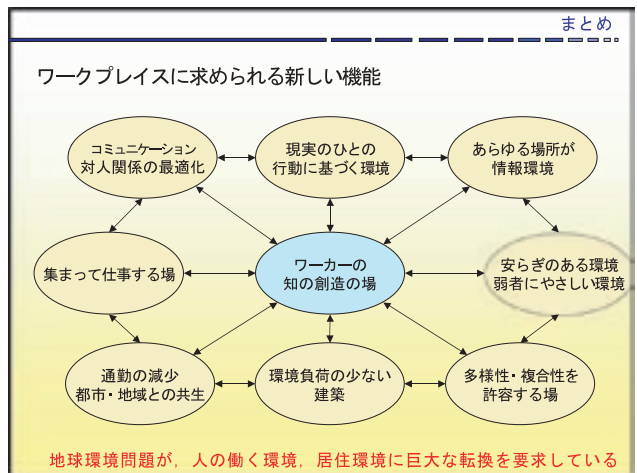 まとめ
ワークプレイスに求められる新しい機能
コミュニケーション
対人関係の最適化
現実のひとの
行動に基づく環境
あらゆる場所が
情報環境
集まって仕事する場
ワーカーの
知の創造の場
安らぎのある環境
弱者にやさしい環境
通勤の減少
都市・地域との共生
環境負荷の少ない
建築
多様性・複合性を
許容する場
地球環境問題が，人の働く環境，居住環境に巨大な転換を要求している